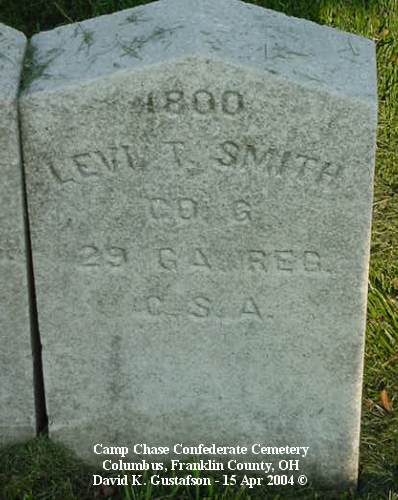 1800
LEVI T. SMITH
CO. G
29 GA. REG.
C. S. A.
Camp Chase Confederate Cemetery
Columbus, Franklin County, OH
David K. Gustafson - 15 Apr 2004 ©